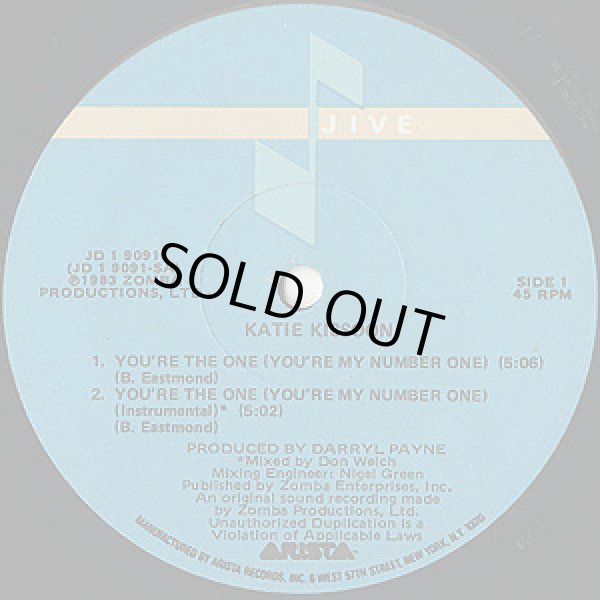 JIVE
JD 1 9091
(JD 1 9091-SA
℗1983 ZOMBA
PRODUCTIONS, LTD
SIDE 1
45 RPM
SOLD OUT
KATIE KISSOON
1. YOU'RE THE ONE (YOU'RE MY NUMBER ONE) (5:06)
(B. Eastmond)
2. YOU'RE THE ONE (YOU'RE MY NUMBER ONE)
(Instrumental)* (5:02)
(B. Eastmond)
PRODUCED BY DARRYL PAYNE
*Mixed by Don Welch
Mixing Engineer: Nigel Green
Published by Zomba Enterprises, Inc.
An original sound recording made
by Zomba Productions, Ltd.
Unauthorized Duplication is a
Violation of Applicable Laws
ARISTA
MANUFACTURED BY ARISTA RECORDS, INC. 6 WEST 57TH STREET, NEW YORK, N.Y. 10019